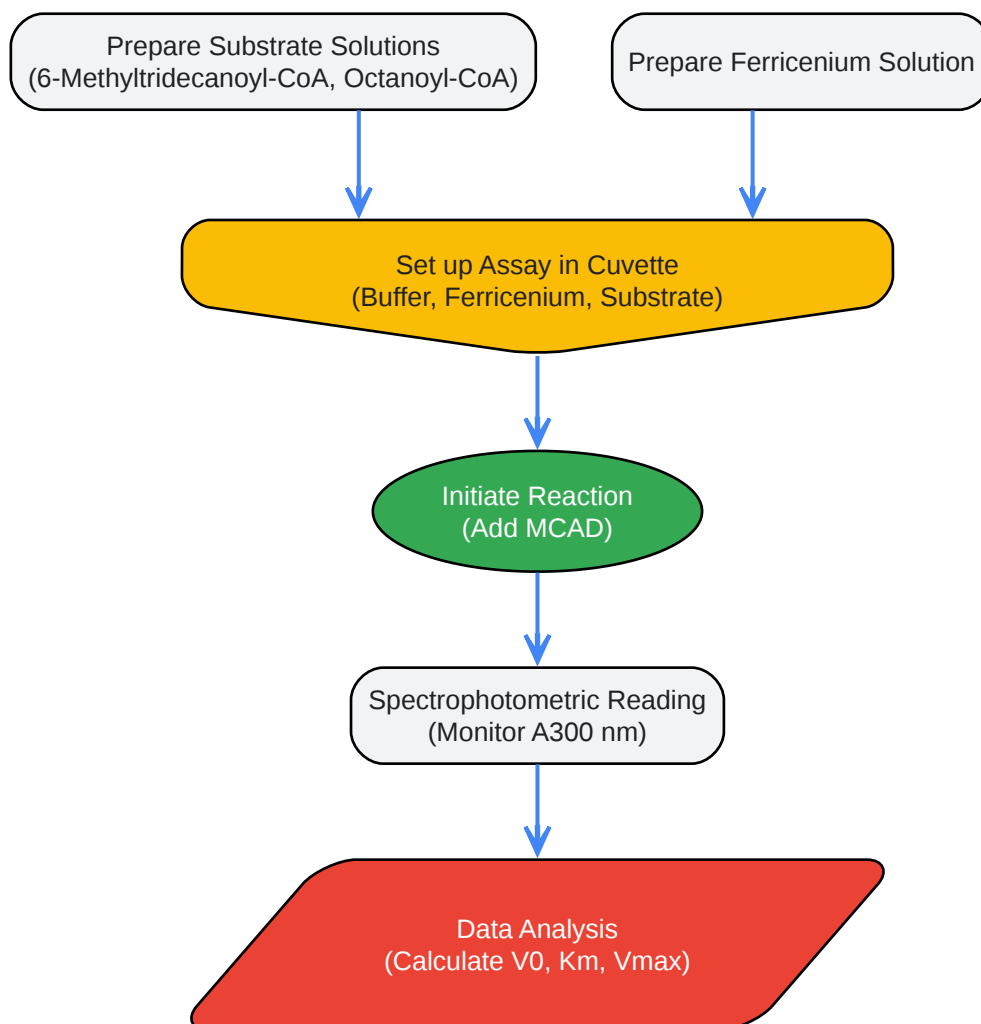 Prepare Substrate Solutions
(6-Methyltridecanoyl-CoA, Octanoyl-CoA)
Prepare Ferricenium Solution
Set up Assay in Cuvette
(Buffer, Ferricenium, Substrate)
Initiate Reaction
(Add MCAD)
Spectrophotometric Reading
(Monitor A300 nm)
Data Analysis
(Calculate V0, Km, Vmax)